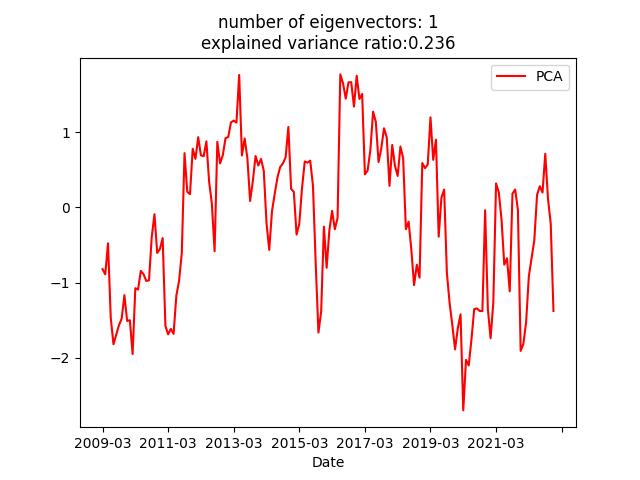 number of eigenvectors: 1
explained variance ratio:0.236
PCA
1
0
−1
−2
2009-03 2011-03 2013-03 2015-03 2017-03 2019-03 2021-03
Date